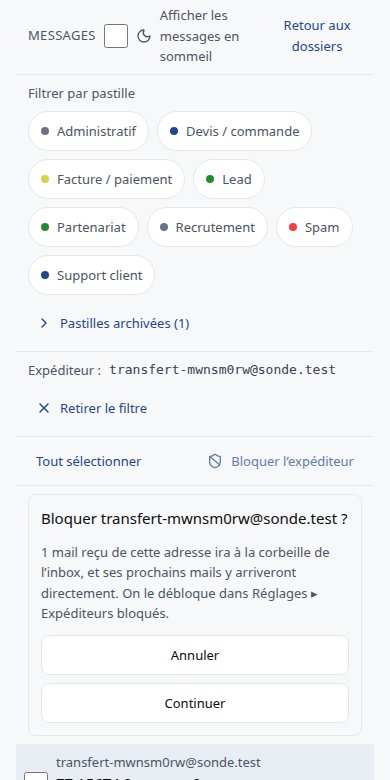 MESSAGES
Afficher les
messages en
sommeil
Retour aux
dossiers
Filtrer par pastille
Administratif
Devis / commande
Facture / paiement
Lead
Partenariat
Recrutement
Spam
Support client
Pastilles archivées (1)
Expéditeur : transfert-mwnsm0rw@sonde.test
Retirer le filtre
Tout sélectionner
Bloquer l’expéditeur
Bloquer transfert-mwnsm0rw@sonde.test ?
1 mail reçu de cette adresse ira à la corbeille de
l’inbox, et ses prochains mails y arriveront
directement. On le débloque dans Réglages ▸
Expéditeurs bloqués.
Annuler
Continuer
transfert-mwnsm0rw@sonde.test